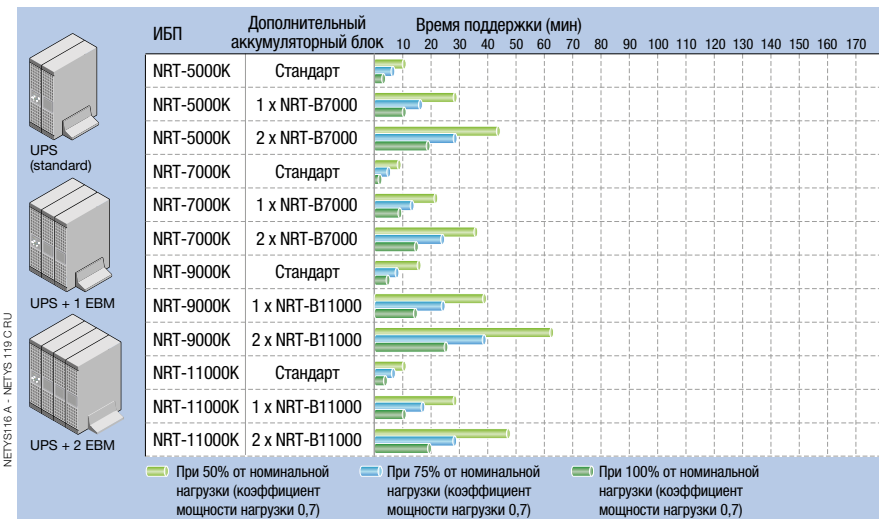 ИБП
Дополнительный
аккумуляторный блок
Время поддержки (мин)
10 20 30 40 50 60 70 80 90 100 110 120 130 140 150 160 170
NRT-5000K Стандарт
NRT-5000K 1 x NRT-B7000
NRT-5000K 2 x NRT-B7000
NRT-7000K Стандарт
NRT-7000K 1 x NRT-B7000
NRT-7000K 2 x NRT-B7000
NRT-9000K Стандарт
NRT-9000K 1 x NRT-B11000
NRT-9000K 2 x NRT-B11000
NRT-11000K Стандарт
NRT-11000K 1 x NRT-B11000
NRT-11000K 2 x NRT-B11000
UPS
(standard)
UPS + 1 EBM
UPS + 2 EBM
NETYS116 A - NETYS 119 C RU
При 50% от номинальной
нагрузки (коэффициент
мощности нагрузки 0,7)
При 75% от номинальной
нагрузки (коэффициент
мощности нагрузки 0,7)
При 100% от номинальной
нагрузки (коэффициент
мощности нагрузки 0,7)